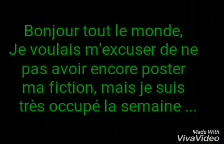 Bonjour tout le monde,
Je voulais m'excuser de ne
pas avoir encore poster
ma fiction, mais je suis
très occupé la semaine ...
Made With
VivaVideo